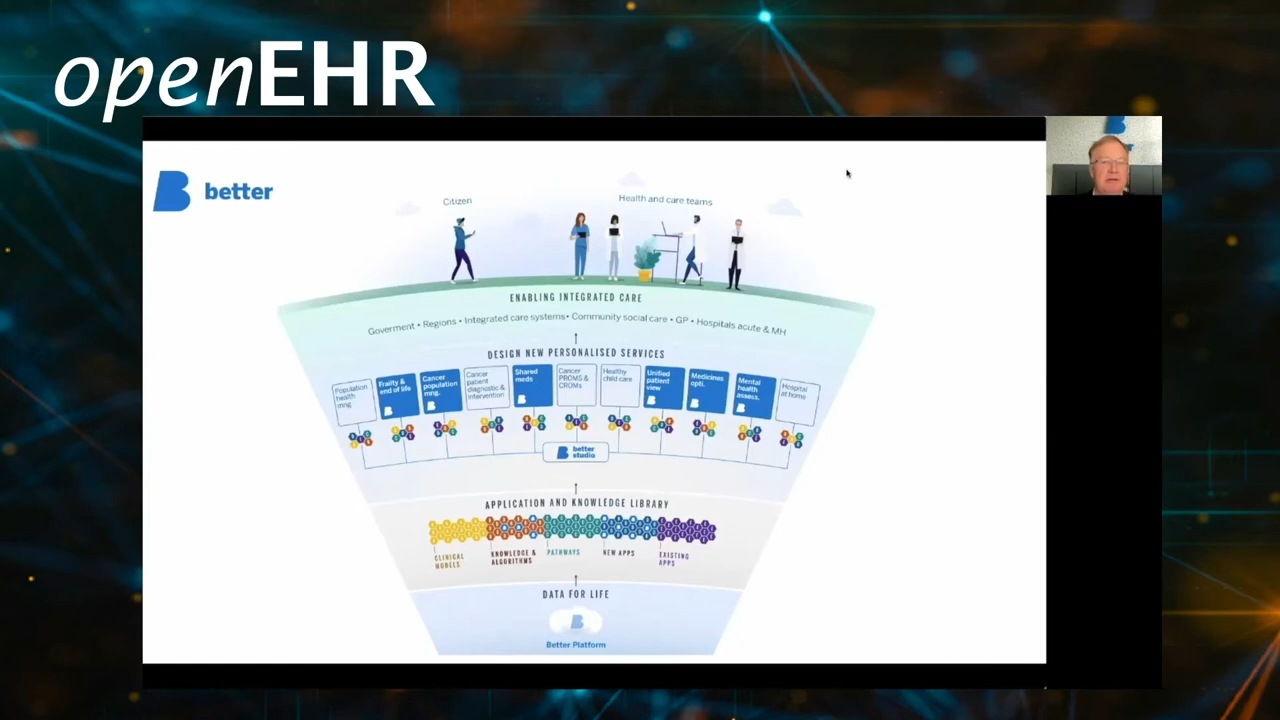 openEHR
better
Citizen
Health and care teams
ENABLING INTEGRATED CARE
Goverment • Regions • Integrated care systems • Community social care • GP • Hospitals acute & MH
DESIGN NEW PERSONALISED SERVICES
Population
health
mng.
Frailty &
end of life
Cancer
population
mng.
Cancer
patient
diagnostic &
intervention
Shared
meds
Cancer
PROMS &
CROMs
Healthy
child care
Unified
patient
view
Medicines
opti.
Mental
health
assess.
Hospital
at home
better
studio
APPLICATION AND KNOWLEDGE LIBRARY
CLINICAL
MODELS
KNOWLEDGE &
ALGORITHMS
PATHWAYS
NEW APPS
EXISTING
APPS
DATA FOR LIFE
Better Platform